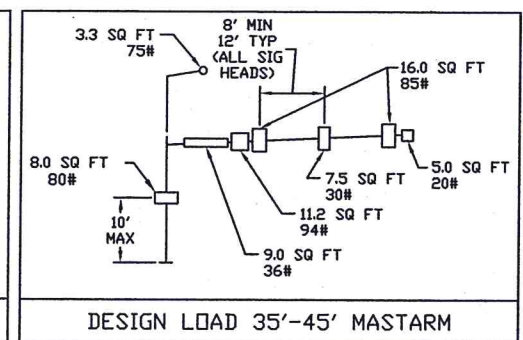 3.3 SQ FT
75#
8' MIN
12' TYP
(ALL SIG
HEADS)
16.0 SQ FT
85#
8.0 SQ FT
80#
10'
MAX
5.0 SQ FT
20#
7.5 SQ FT
30#
11.2 SQ FT
94#
9.0 SQ FT
36#
DESIGN LOAD 35'-45' MASTARM